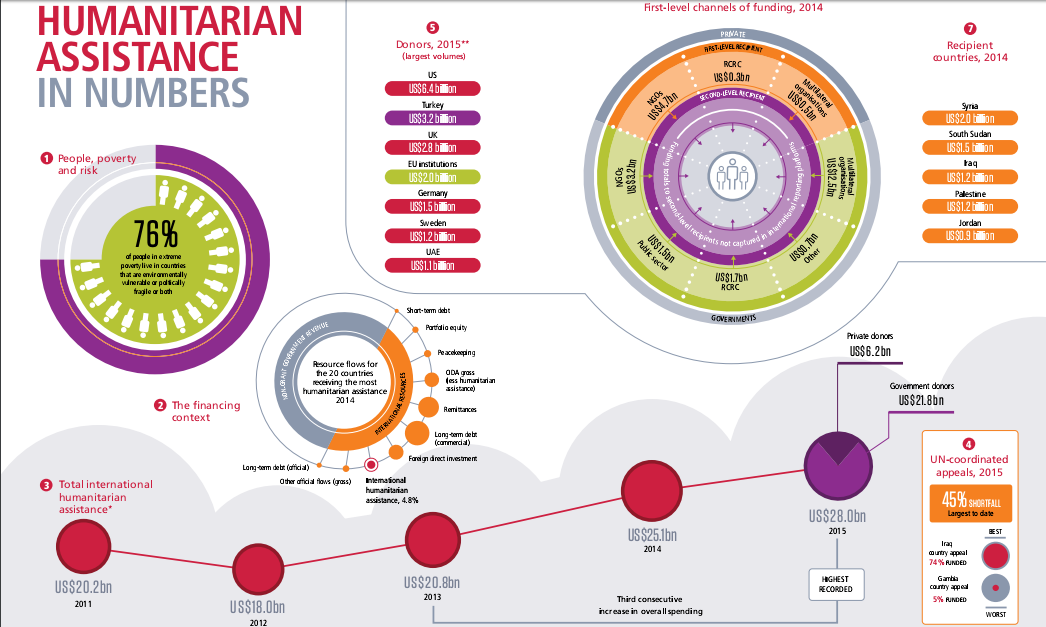 HUMANITARIAN
ASSISTANCE
IN NUMBERS
1 People, poverty
and risk
76%
of people in extreme
poverty live in countries
that are environmentally
vulnerable or politically
fragile or both
5
Donors, 2015**
(largest volumes)
US
US$6.4 billion
Turkey
US$3.2 billion
UK
US$2.8 billion
EU institutions
US$2.0 billion
Germany
US$1.5 billion
Sweden
US$1.2 billion
UAE
US$1.1 billion
First-level channels of funding, 2014
PRIVATE
FIRST-LEVEL RECIPIENT
RCRC
US$0.3bn
NGOs
US$4.7bn
Multilateral
organisations
US$0.5bn
SECOND-LEVEL RECIPIENT
Funding totals to second-level recipients not captured in international reporting platforms
NGOs
US$3.2bn
Multilateral
organisations
US$12.5bn
US$1.5bn
Public sector
US$1.7bn
RCRC
US$0.7bn
Other
GOVERNMENTS
7
Recipient
countries, 2014
Syria
US$2.0 billion
South Sudan
US$1.5 billion
Iraq
US$1.2 billion
Palestine
US$1.2 billion
Jordan
US$0.9 billion
2 The financing
context
NON-GRANT GOVERNMENT REVENUE
INTERNATIONAL RESOURCES
Resource flows for
the 20 countries
receiving the most
humanitarian assistance
2014
Short-term debt
Portfolio equity
Peacekeeping
ODA gross
(less humanitarian
assistance)
Remittances
Long-term debt
(commercial)
Foreign direct investment
International
humanitarian
assistance, 4.8%
Other official flows (gross)
Long-term debt (official)
3 Total international
humanitarian
assistance*
US$20.2bn
2011
US$18.0bn
2012
US$20.8bn
2013
US$25.1bn
2014
US$28.0bn
2015
Private donors
US$6.2bn
Government donors
US$21.8bn
HIGHEST
RECORDED
Third consecutive
increase in overall spending
4
UN-coordinated
appeals, 2015
45% SHORTFALL
Largest to date
BEST
Iraq
country appeal
74% FUNDED
Gambia
country appeal
5% FUNDED
WORST